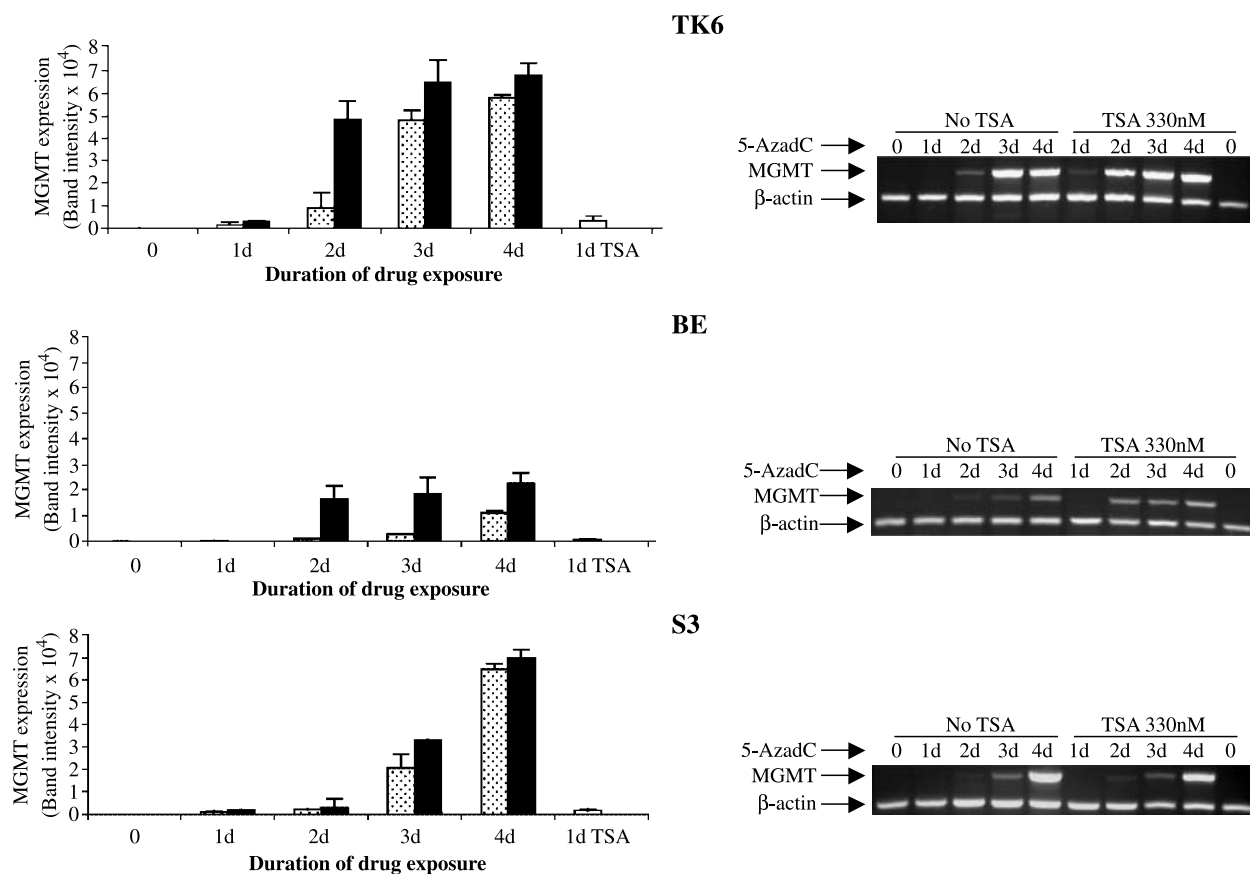 TK6
MGMT expression
(Band intensity x 10⁴)
8
7
6
5
4
3
2
1
0
0 1d 2d 3d 4d 1d TSA
Duration of drug exposure
No TSA TSA 330nM
5-AzadC 0 1d 2d 3d 4d 1d 2d 3d 4d 0
MGMT
β-actin
BE
MGMT expression
(Band intensity x 10⁴)
8
7
6
5
4
3
2
1
0
0 1d 2d 3d 4d 1d TSA
Duration of drug exposure
No TSA TSA 330nM
5-AzadC 0 1d 2d 3d 4d 1d 2d 3d 4d 0
MGMT
β-actin
S3
MGMT expression
(Band intensity x 10⁴)
8
7
6
5
4
3
2
1
0
0 1d 2d 3d 4d 1d TSA
Duration of drug exposure
No TSA TSA 330nM
5-AzadC 0 1d 2d 3d 4d 1d 2d 3d 4d 0
MGMT
β-actin